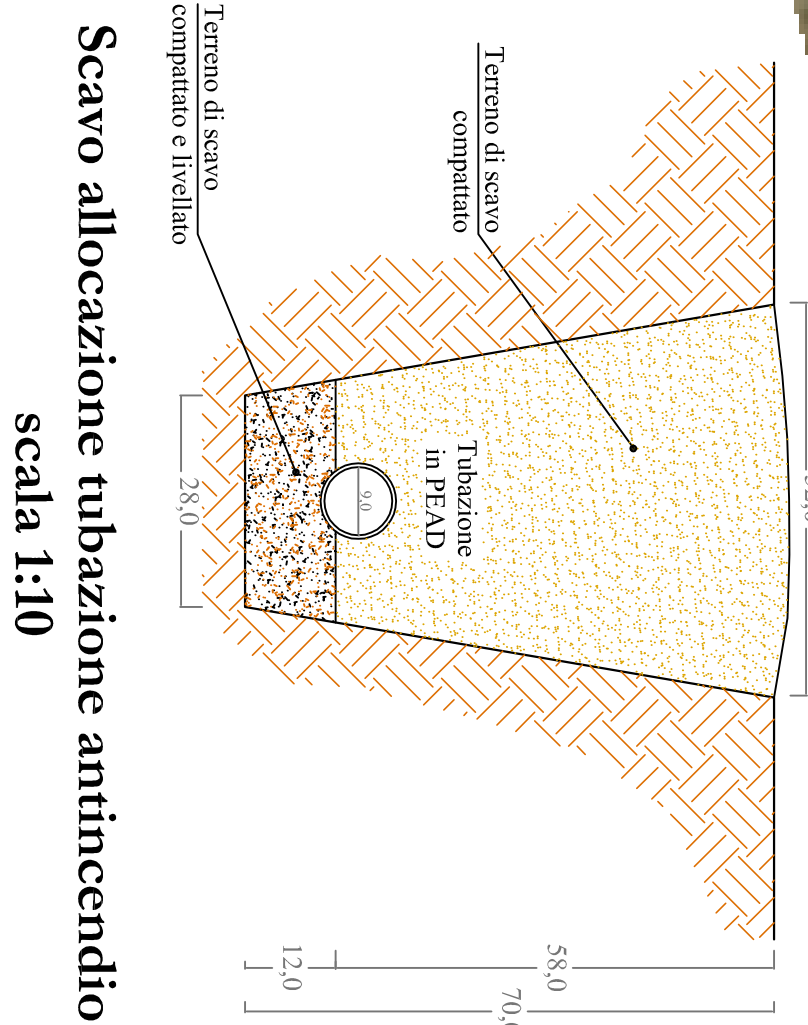 Terreno di scavo
compattato
Terreno di scavo
compattato e livellato
Tubazione
in PEAD
9.0
58,0
12,0
28,0
Scavo allocazione tubazione antincendio
scala 1:10